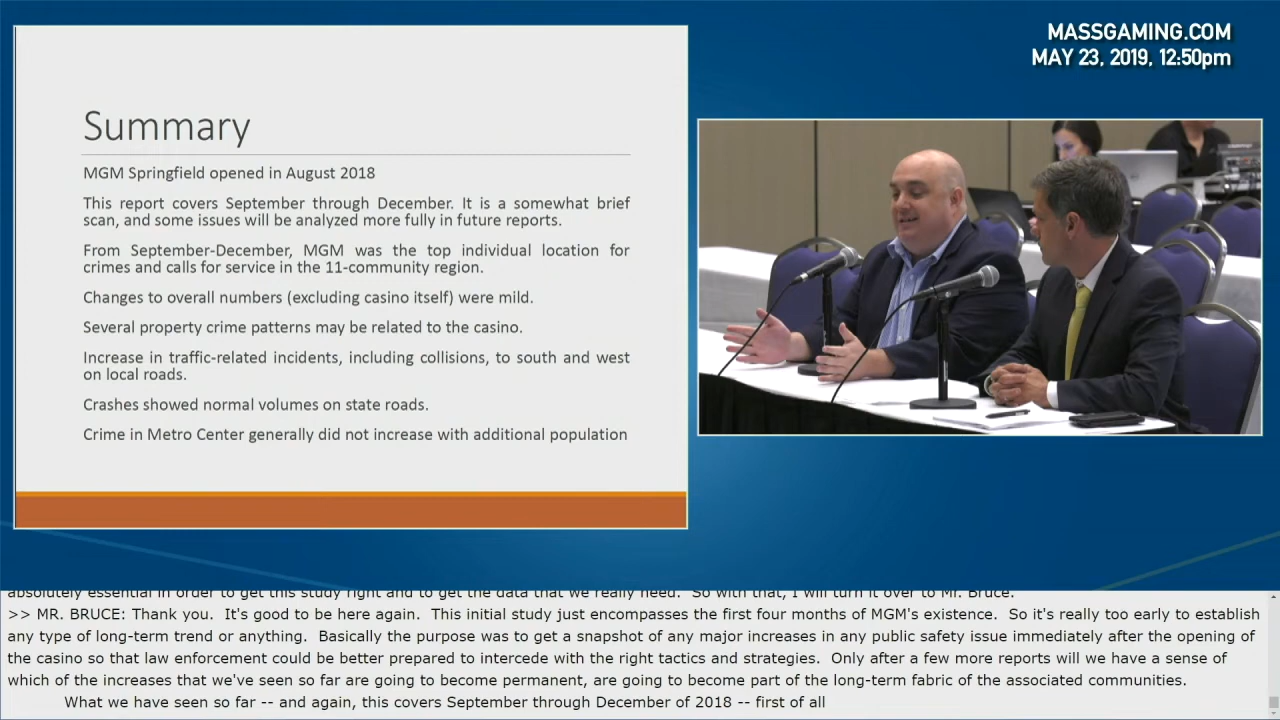 MASSGAMING.COM
MAY 23, 2019, 12:50pm
Summary
MGM Springfield opened in August 2018
This report covers September through December. It is a somewhat brief
scan, and some issues will be analyzed more fully in future reports.
From September-December, MGM was the top individual location for
crimes and calls for service in the 11-community region.
Changes to overall numbers (excluding casino itself) were mild.
Several property crime patterns may be related to the casino.
Increase in traffic-related incidents, including collisions, to south and west
on local roads.
Crashes showed normal volumes on state roads.
Crime in Metro Center generally did not increase with additional population
absolutely essential in order to get this study right and to get the data that we really need.  So with that, I will turn it over to Mr. Bruce.
>> MR. BRUCE: Thank you.  It's good to be here again.  This initial study just encompasses the first four months of MGM's existence.  So it's really too early to establish
any type of long-term trend or anything.  Basically the purpose was to get a snapshot of any major increases in any public safety issue immediately after the opening of
the casino so that law enforcement could be better prepared to intercede with the right tactics and strategies.  Only after a few more reports will we have a sense of
which of the increases that we've seen so far are going to become permanent, are going to become part of the long-term fabric of the associated communities.
What we have seen so far -- and again, this covers September through December of 2018 -- first of all